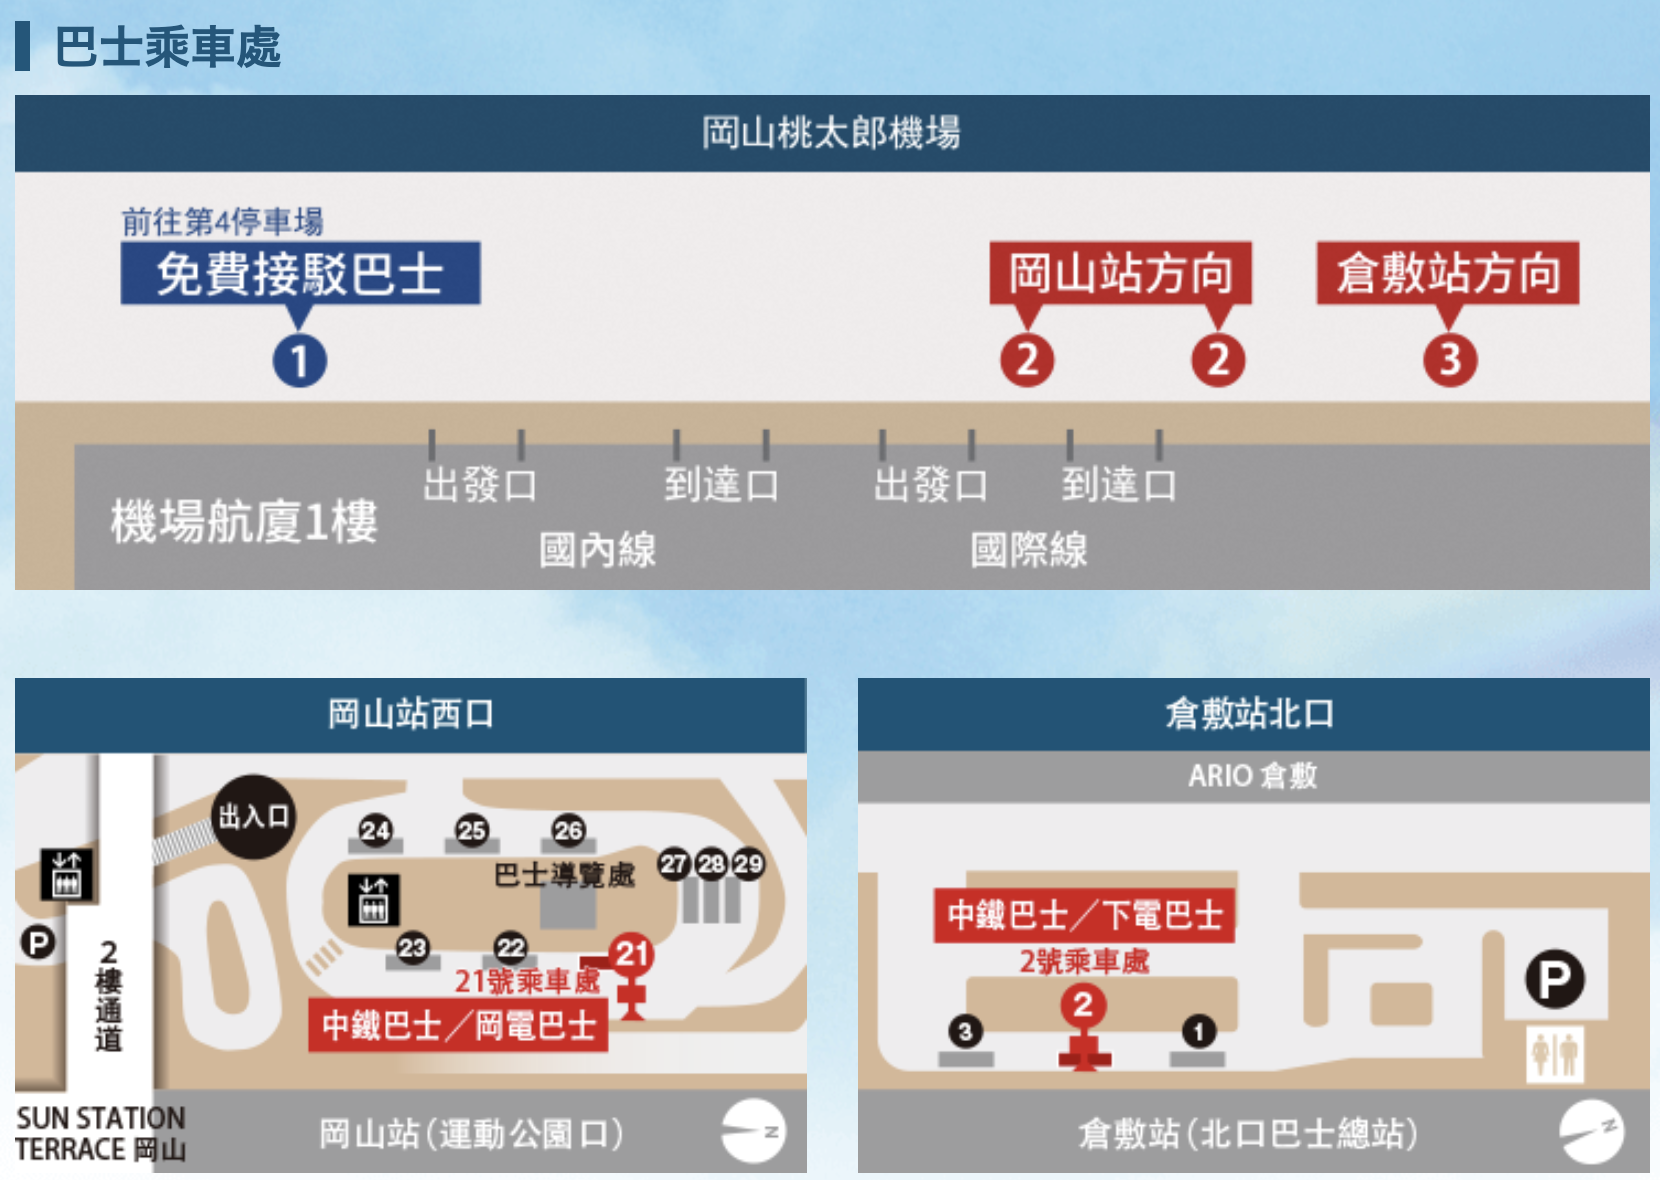 巴士乘車處
岡山桃太郎機場
前往第4停車場
免費接駁巴士
岡山站方向
倉敷站方向
1
2
2
3
出發口
到達口
出發口
到達口
機場航廈1樓
國內線
國際線
岡山站西口
出入口
24
25
26
巴士導覽處
27
28
29
23
22
21
21號乘車處
中鐵巴士／岡電巴士
P
2樓通道
SUN STATION
TERRACE 岡山
岡山站(運動公園口)
N
倉敷站北口
ARIO 倉敷
中鐵巴士／下電巴士
2號乘車處
3
2
1
P
倉敷站(北口巴士總站)
N